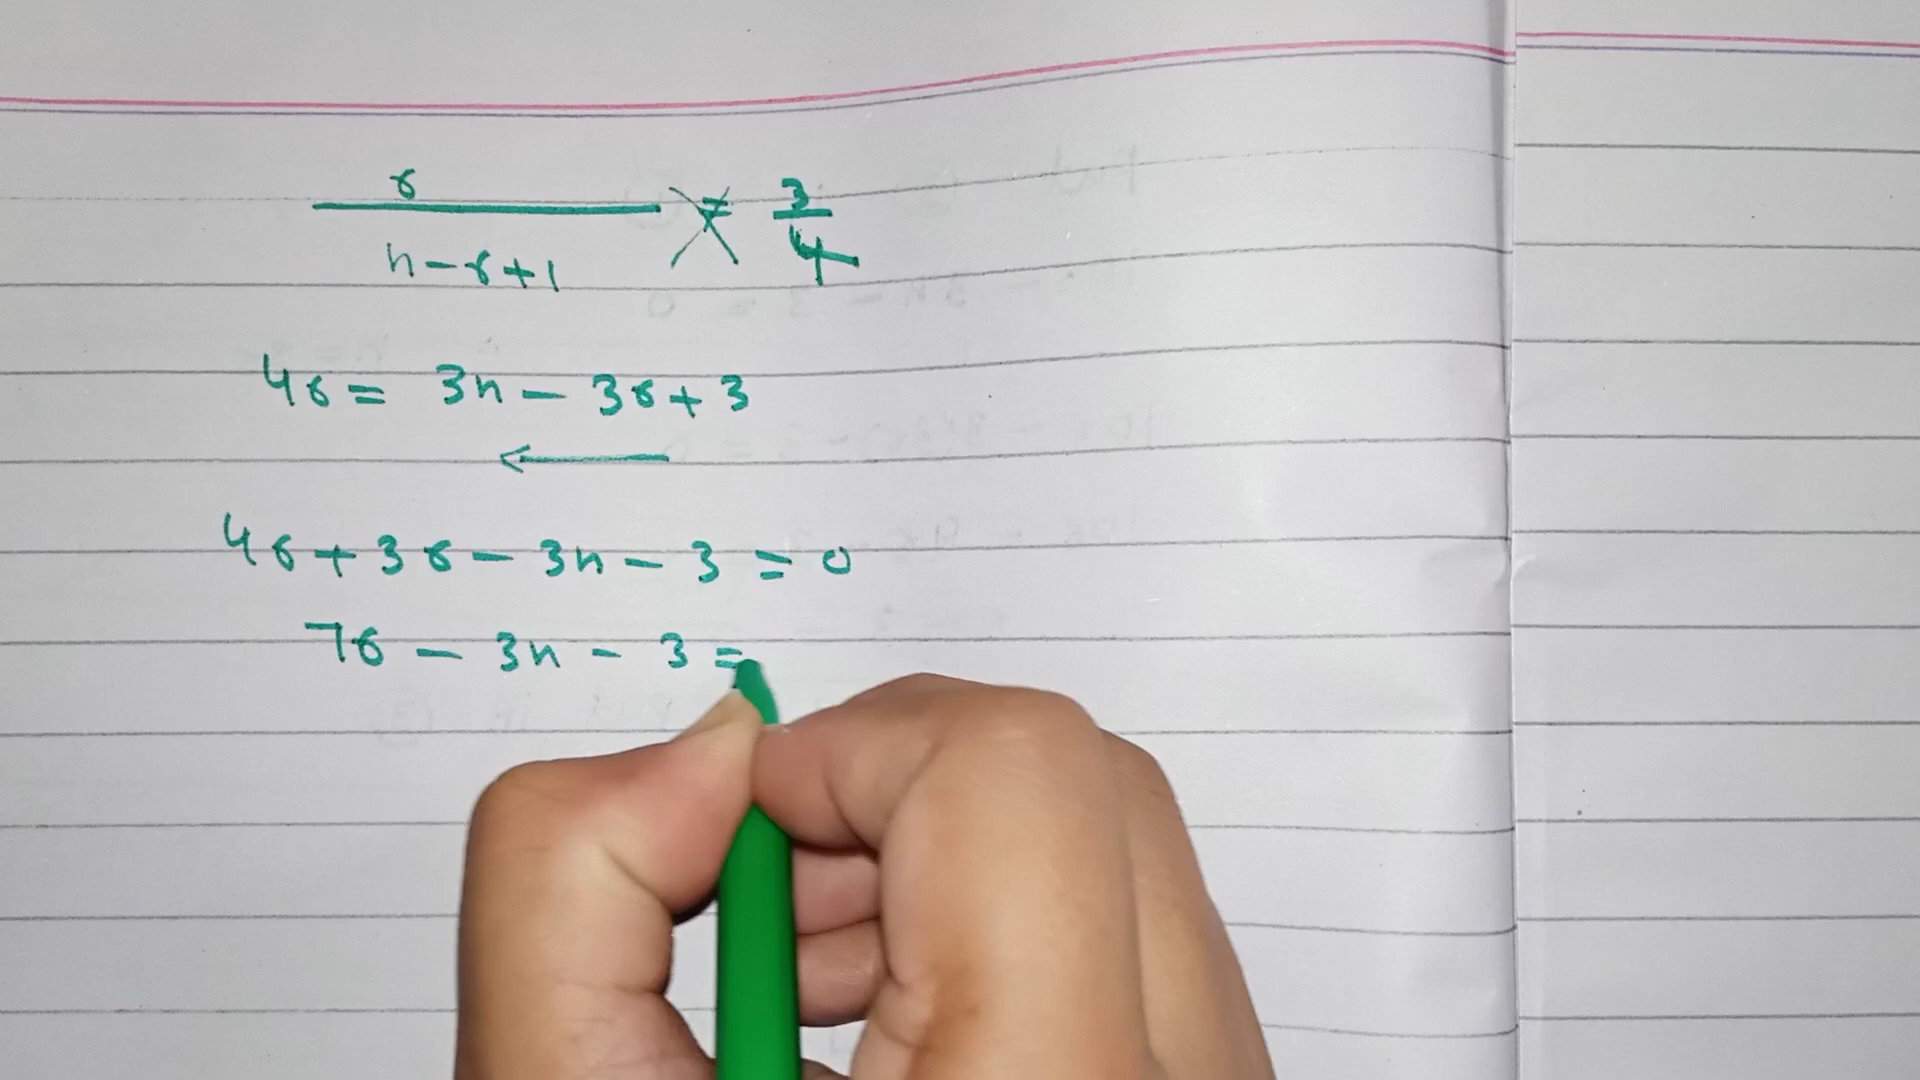 r
——— = 3/4
n-r+1
4r = 3n - 3r + 3
←
4r + 3r - 3n - 3 = 0
7r - 3n - 3 =